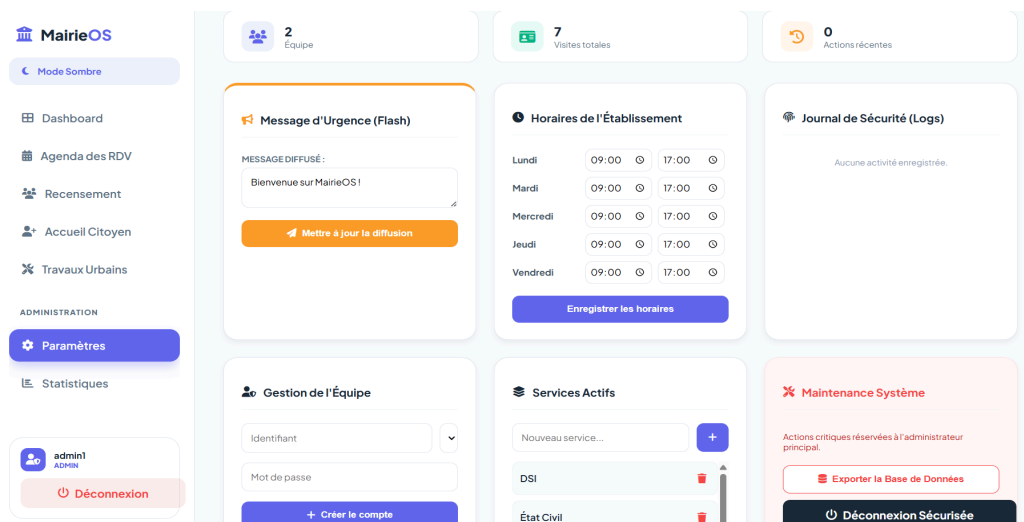 MairieOS
Mode Sombre
Dashboard
Agenda des RDV
Recensement
Accueil Citoyen
Travaux Urbains
ADMINISTRATION
Paramètres
Statistiques
admin1
ADMIN
Déconnexion
2
Équipe
7
Visites totales
0
Actions récentes
Message d'Urgence (Flash)
MESSAGE DIFFUSÉ :
Bienvenue sur MairieOS !
Mettre à jour la diffusion
Horaires de l'Établissement
Lundi 09:00 17:00
Mardi 09:00 17:00
Mercredi 09:00 17:00
Jeudi 09:00 17:00
Vendredi 09:00 17:00
Enregistrer les horaires
Journal de Sécurité (Logs)
Aucune activité enregistrée.
Gestion de l'Équipe
Identifiant
Mot de passe
+ Créer le compte
Services Actifs
Nouveau service...
+
DSI
État Civil
Maintenance Système
Actions critiques réservées à l'administrateur
principal.
Exporter la Base de Données
Déconnexion Sécurisée